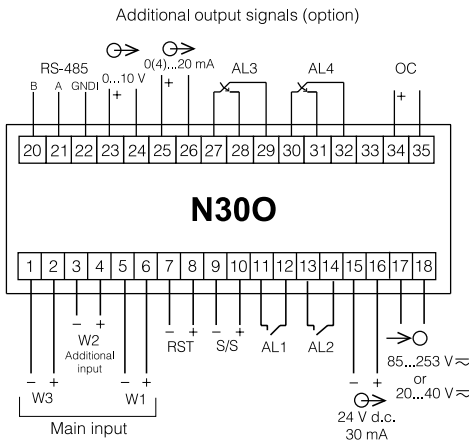 Additional output signals (option)
RS-485
B A GNDI
0...10 V
+
0(4)...20 mA
+
AL3
AL4
OC
+
20 21 22 23 24 25 26 27 28 29 30 31 32 33 34 35
N30O
1 2 3 4 5 6 7 8 9 10 11 12 13 14 15 16 17 18
− +
W3
− +
W2
Additional
input
− +
W1
Main input
− +
RST
− +
S/S
AL1
AL2
− +
24 V d.c.
30 mA
85...253 V ⎓
or
20...40 V ⎓